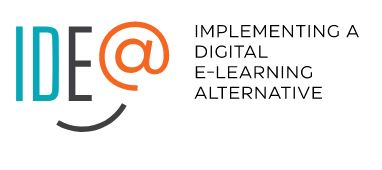 IDE@
IMPLEMENTING A
DIGITAL
E-LEARNING
ALTERNATIVE